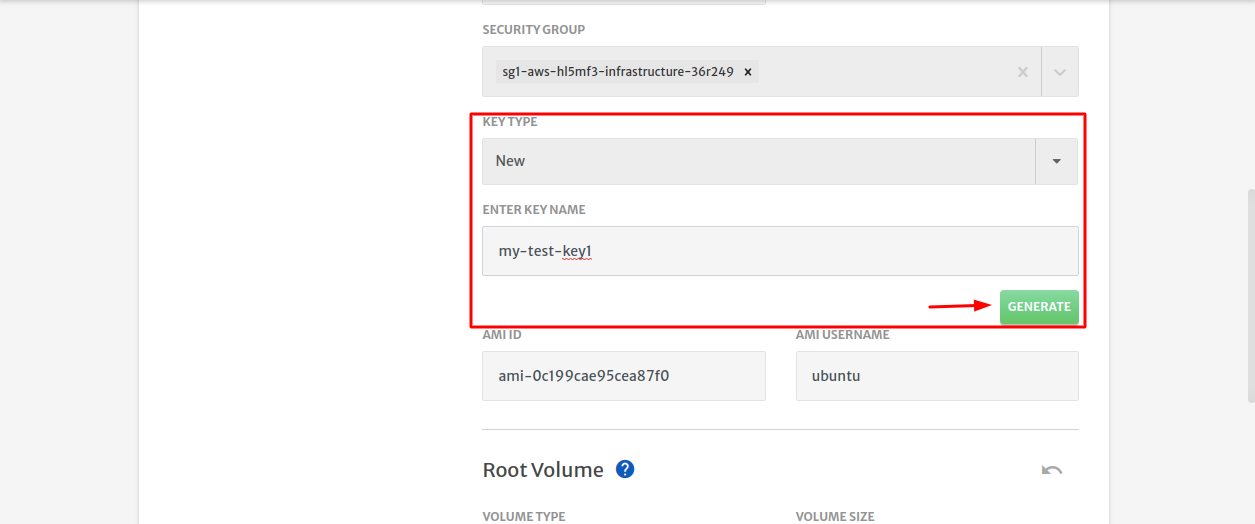 SECURITY GROUP
sg1-aws-hl5mf3-infrastructure-36r249 ×
KEY TYPE
New
ENTER KEY NAME
my-test-key1
GENERATE
AMI ID AMI USERNAME
ami-0c199cae95cea87f0 ubuntu
Root Volume ?
VOLUME TYPE VOLUME SIZE